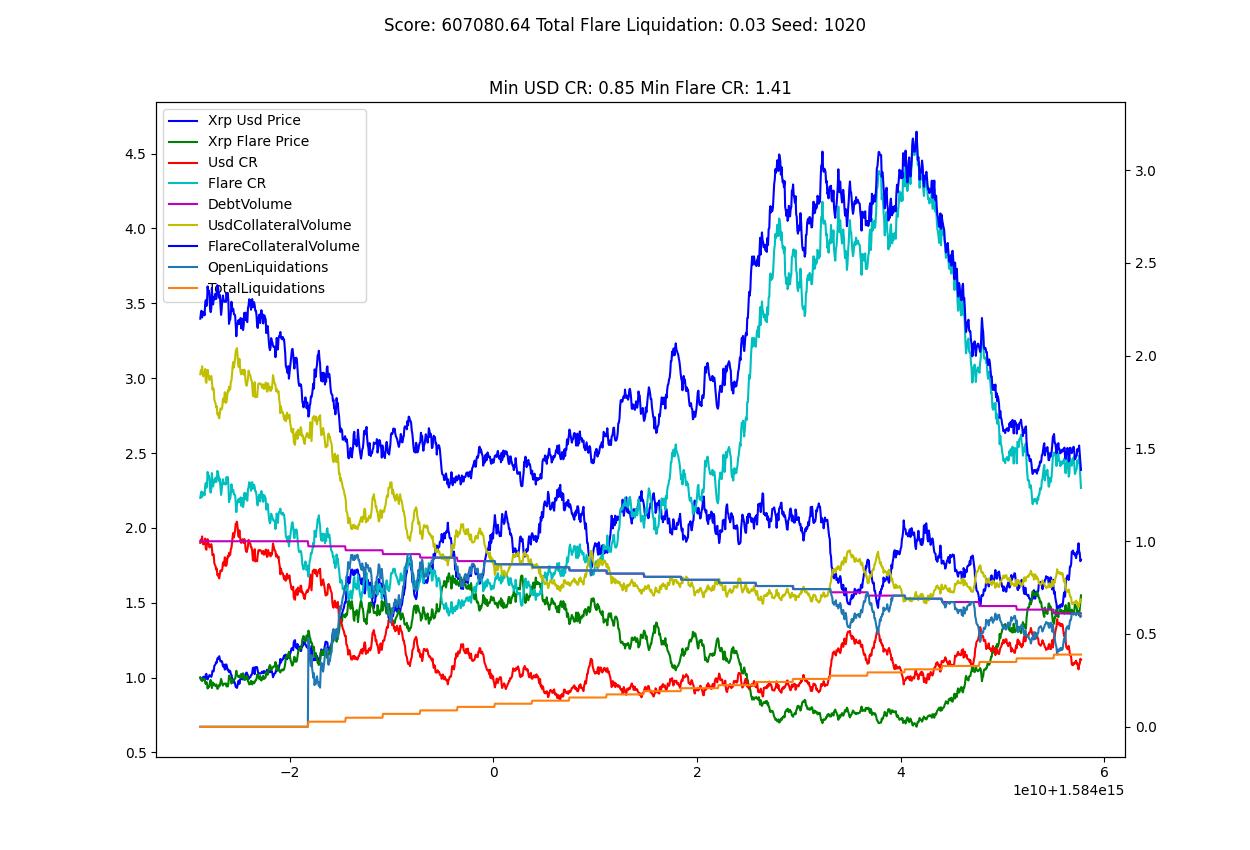 Score: 607080.64 Total Flare Liquidation: 0.03 Seed: 1020
Min USD CR: 0.85 Min Flare CR: 1.41
Xrp Usd Price
Xrp Flare Price
Usd CR
Flare CR
DebtVolume
UsdCollateralVolume
FlareCollateralVolume
OpenLiquidations
TotalLiquidations
4.5
4.0
3.5
3.0
2.5
2.0
1.5
1.0
0.5
3.0
2.5
2.0
1.5
1.0
0.5
0.0
−2 0 2 4 6
1e10+1.584e15